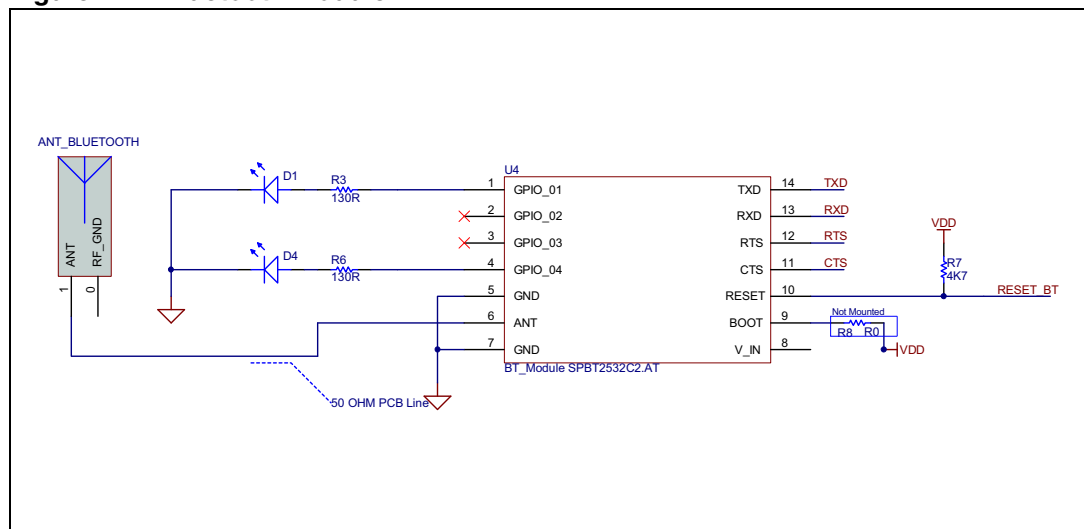 ANT_BLUETOOTH
ANT
RF_GND
1
0
D1
R3
130R
D4
R6
130R
50 OHM PCB Line
U4
1 GPIO_01 TXD 14 TXD
2 GPIO_02 RXD 13 RXD
3 GPIO_03 RTS 12 RTS
4 GPIO_04 CTS 11 CTS
5 GND RESET 10 RESET_BT
6 ANT BOOT 9
7 GND V_IN 8
BT_Module SPBT2532C2.AT
VDD
R7
4K7
Not Mounted
R8 R0
VDD